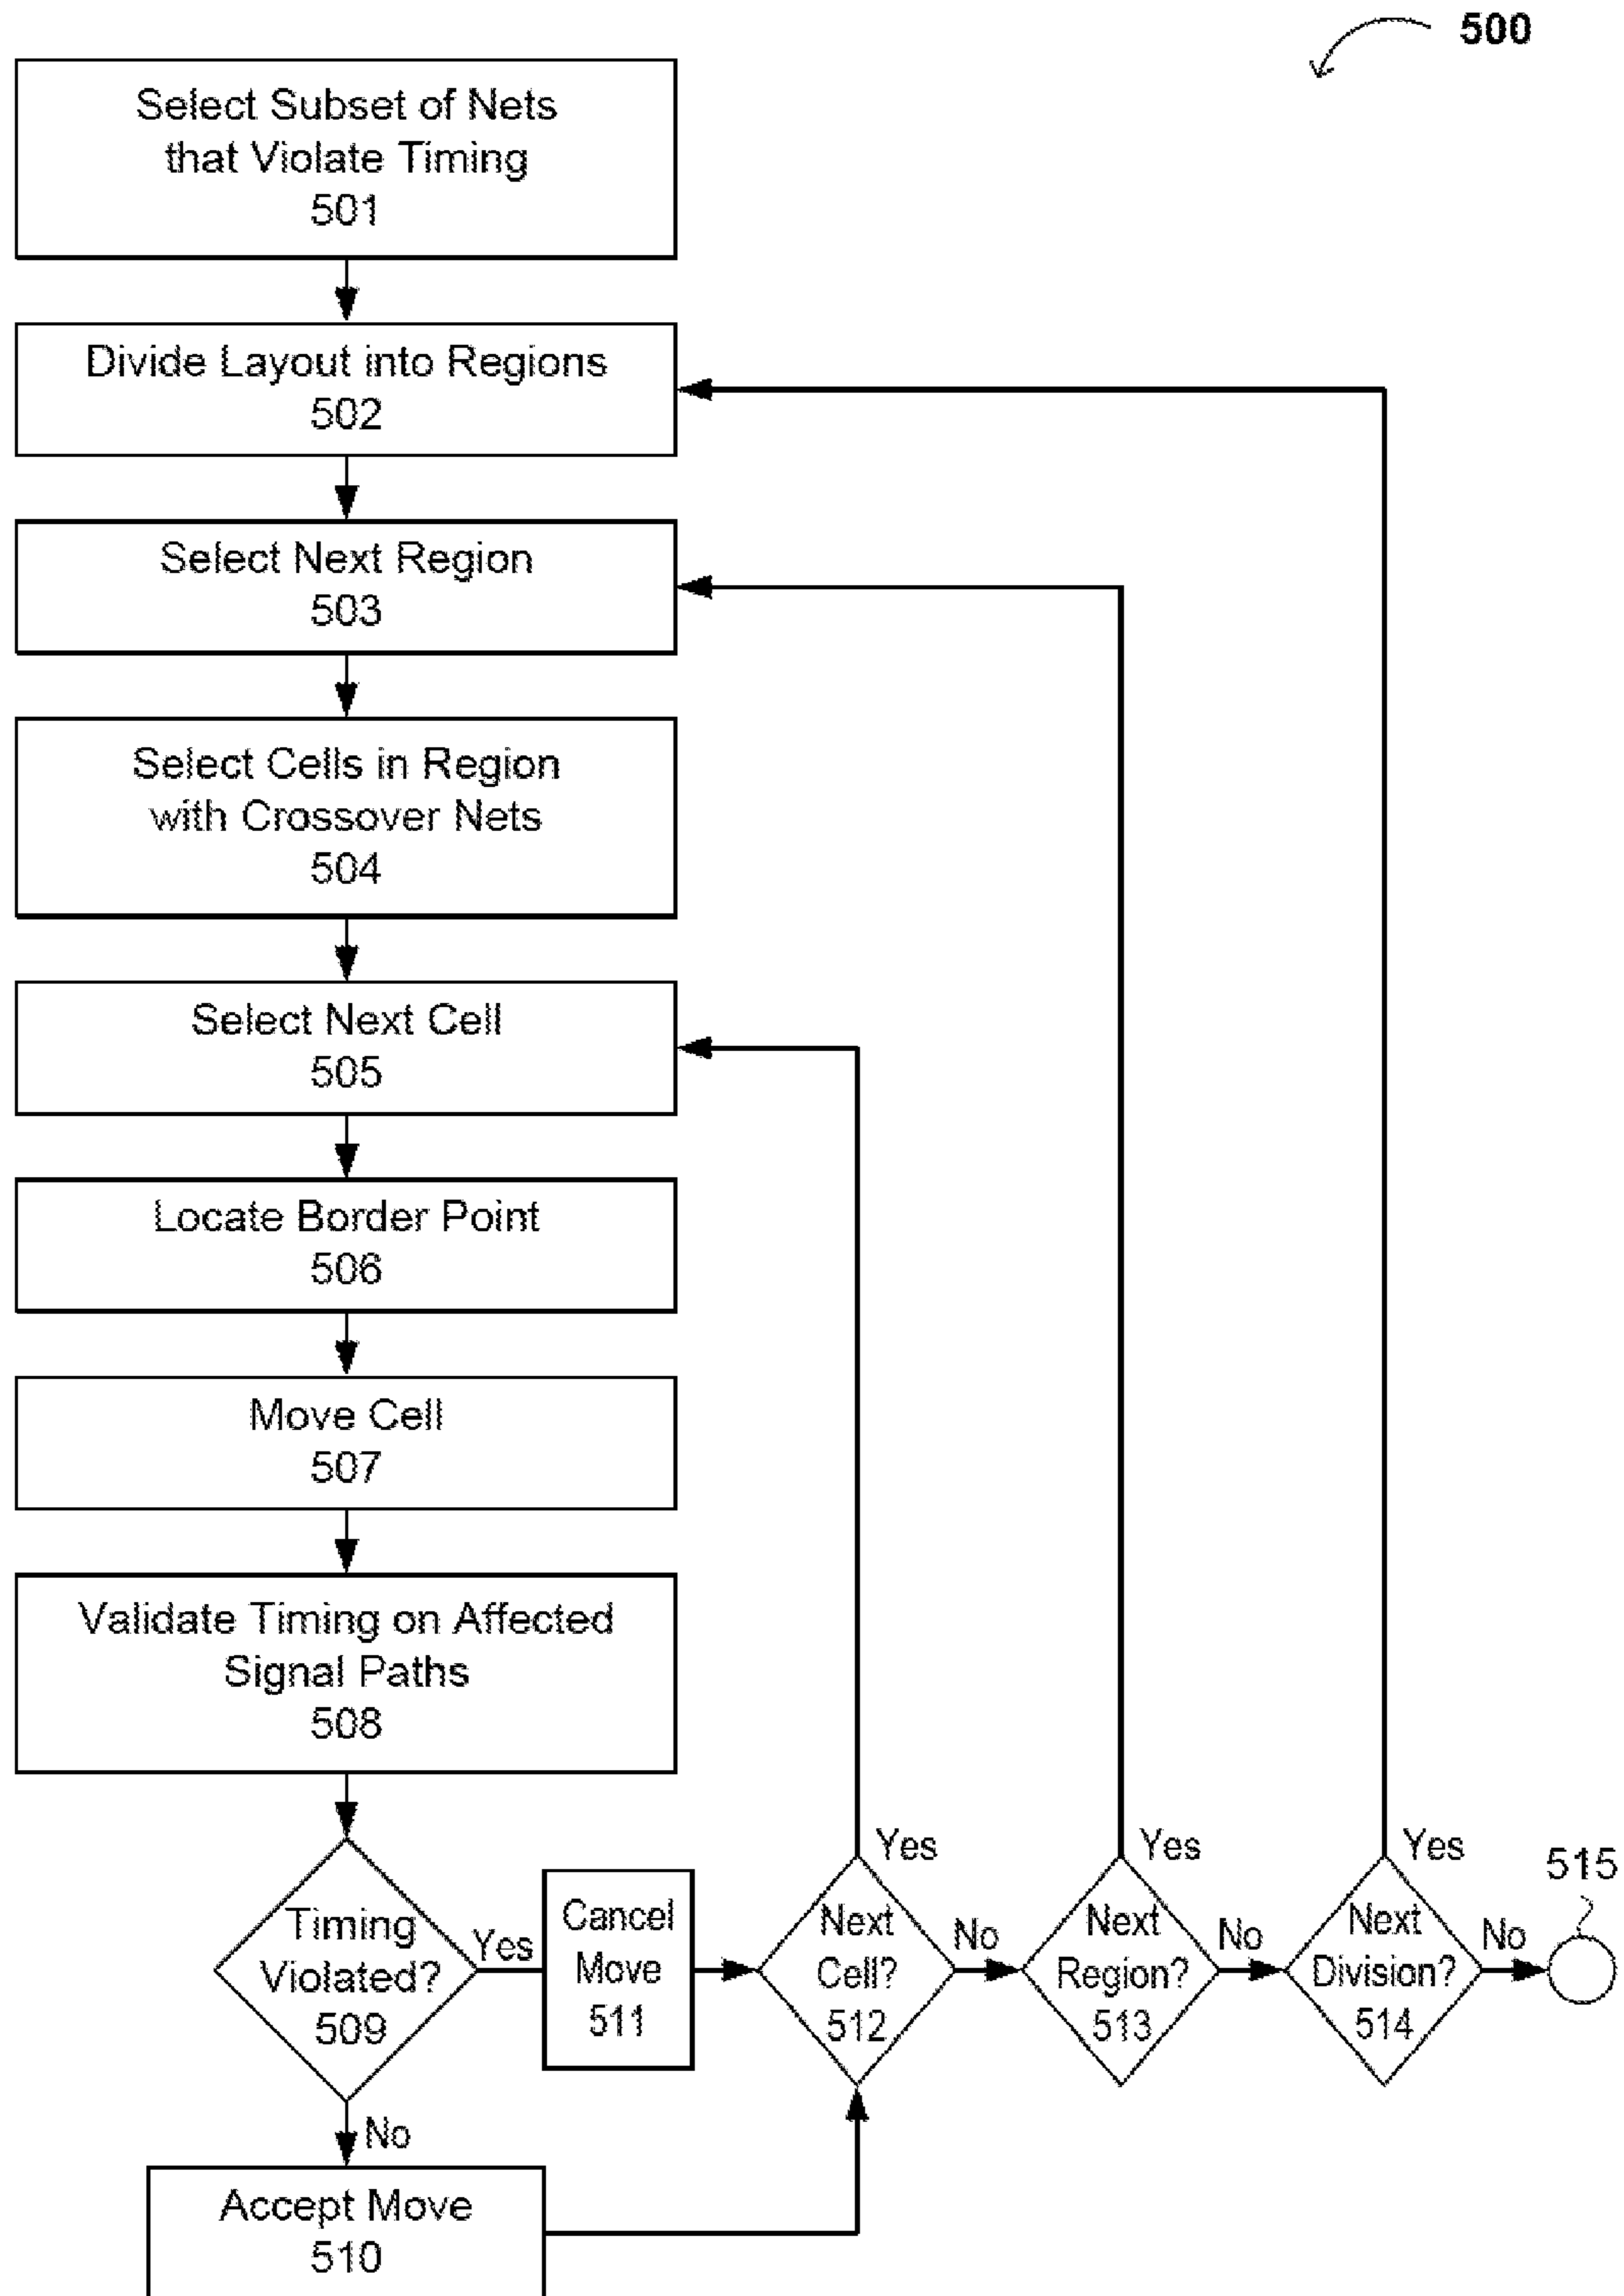 500
Select Subset of Nets
that Violate Timing
501
Divide Layout into Regions
502
Select Next Region
503
Select Cells in Region
with Crossover Nets
504
Select Next Cell
505
Locate Border Point
506
Move Cell
507
Validate Timing on Affected
Signal Paths
508
Timing
Violated?
509
Yes
No
Accept Move
510
Cancel
Move
511
Next
Cell?
512
Yes
No
Next
Region?
513
Yes
No
Next
Division?
514
Yes
No
515